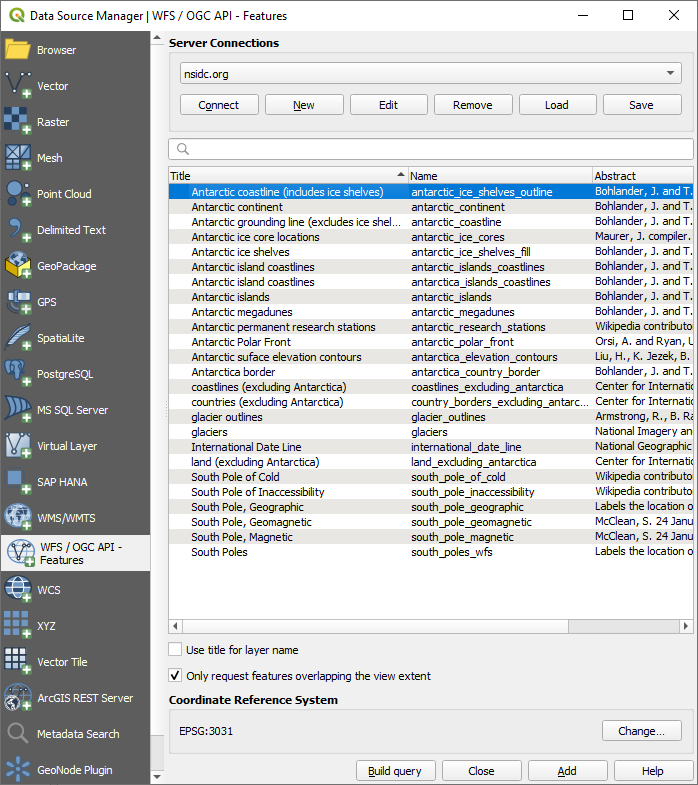 Data Source Manager | WFS / OGC API - Features
Browser
Vector
Raster
Mesh
Point Cloud
Delimited Text
GeoPackage
GPS
SpatiaLite
PostgreSQL
MS SQL Server
Virtual Layer
SAP HANA
WMS/WMTS
WFS / OGC API -
Features
WCS
XYZ
Vector Tile
ArcGIS REST Server
Metadata Search
GeoNode Plugin
Server Connections
nsidc.org
Connect New Edit Remove Load Save
Title Name Abstract
Antarctic coastline (includes ice shelves) antarctic_ice_shelves_outline Bohlander, J. and T.
Antarctic continent antarctic_continent Bohlander, J. and T.
Antarctic grounding line (excludes ice shel... antarctic_coastline Bohlander, J. and T.
Antarctic ice core locations antarctic_ice_cores Maurer, J. compiler.
Antarctic ice shelves antarctic_ice_shelves_fill Bohlander, J. and T.
Antarctic island coastlines antarctic_islands_coastlines Bohlander, J. and T.
Antarctic island coastlines antarctica_islands_coastlines Bohlander, J. and T.
Antarctic islands antarctic_islands Bohlander, J. and T.
Antarctic megadunes antarctic_megadunes Bohlander, J. and T.
Antarctic permanent research stations antarctic_research_stations Wikipedia contributo
Antarctic Polar Front antarctic_polar_front Orsi, A. and Ryan, U
Antarctic suface elevation contours antarctica_elevation_contours Liu, H., K. Jezek, B.
Antarctica border antarctica_country_border Bohlander, J. and T.
coastlines (excluding Antarctica) coastlines_excluding_antarctica Center for Internatio
countries (excluding Antarctica) country_borders_excluding_antarc... Center for Internatio
glacier outlines glacier_outlines Armstrong, R., B. Ra
glaciers glaciers National Imagery and
International Date Line international_date_line National Geographic
land (excluding Antarctica) land_excluding_antarctica Center for Internatio
South Pole of Cold south_pole_of_cold Wikipedia contributo
South Pole of Inaccessibility south_pole_inaccessibility Wikipedia contributo
South Pole, Geographic south_pole_geographic Labels the location o
South Pole, Geomagnetic south_pole_geomagnetic McClean, S. 24 Janu
South Pole, Magnetic south_pole_magnetic McClean, S. 24 Janu
South Poles south_poles_wfs Labels the location o
Use title for layer name
Only request features overlapping the view extent
Coordinate Reference System
EPSG:3031 Change...
Build query Close Add Help